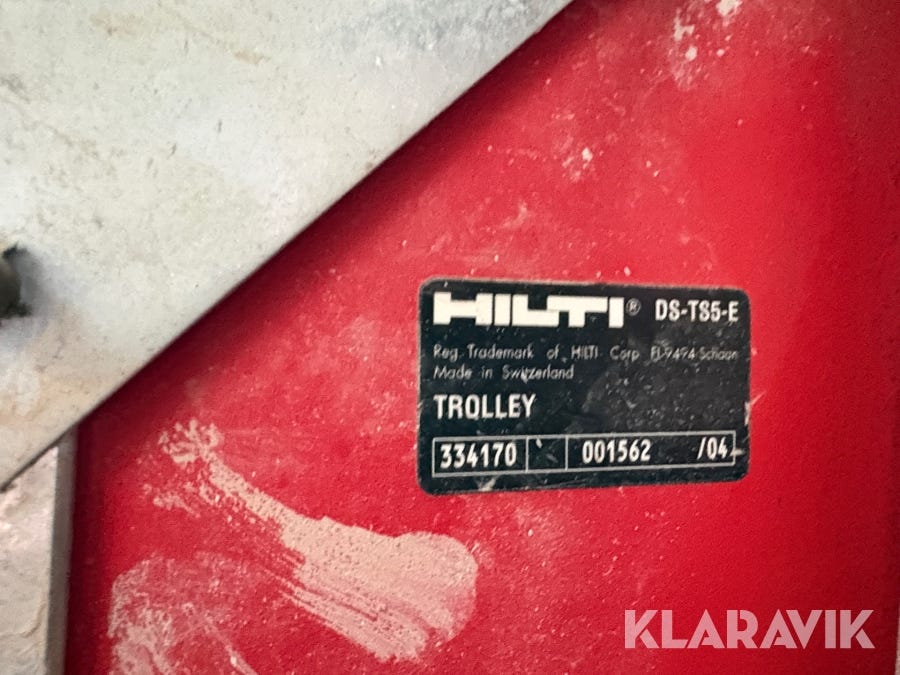 HILTI® DS-TS5-E
Reg. Trademark of HILTI Corp. FL-9494 Schaan
Made in Switzerland
TROLLEY
334170 001562 /04
KLARAVIK